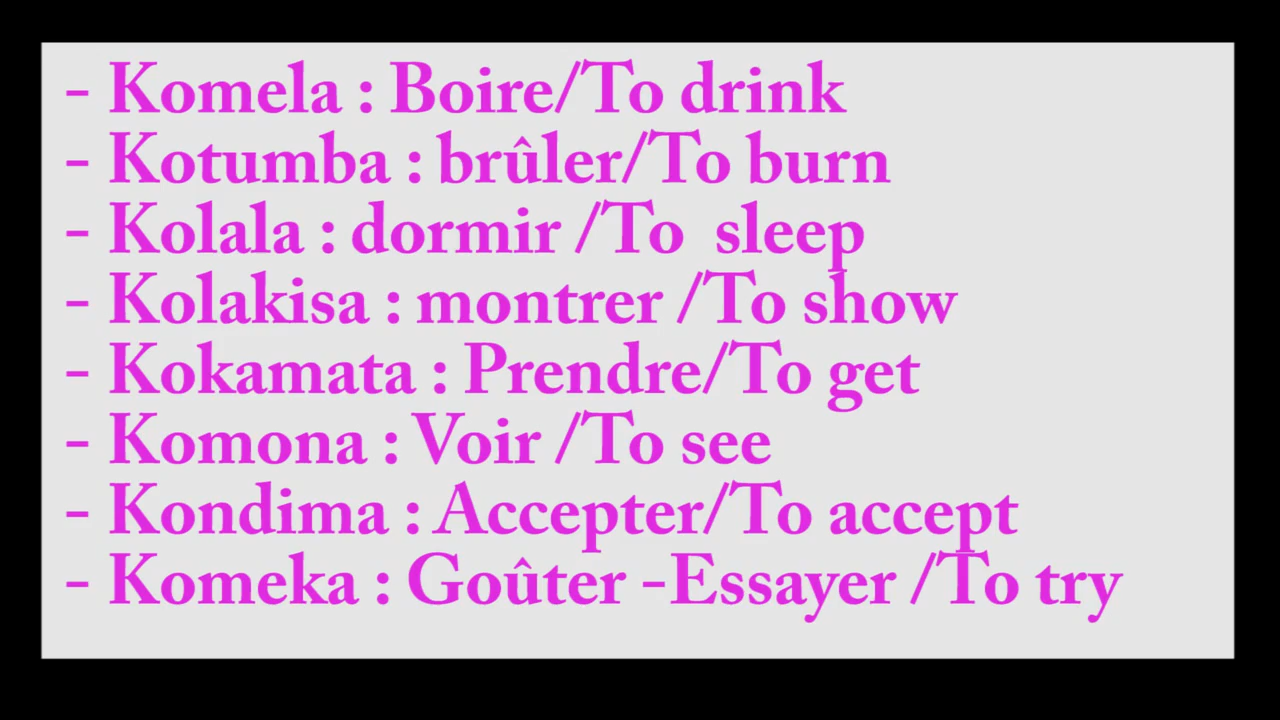 - Komela : Boire/To drink
- Kotumba : brûler/To burn
- Kolala : dormir /To  sleep
- Kolakisa : montrer /To show
- Kokamata : Prendre/To get
- Komona : Voir /To see
- Kondima : Accepter/To accept
- Komeka : Goûter -Essayer /To try